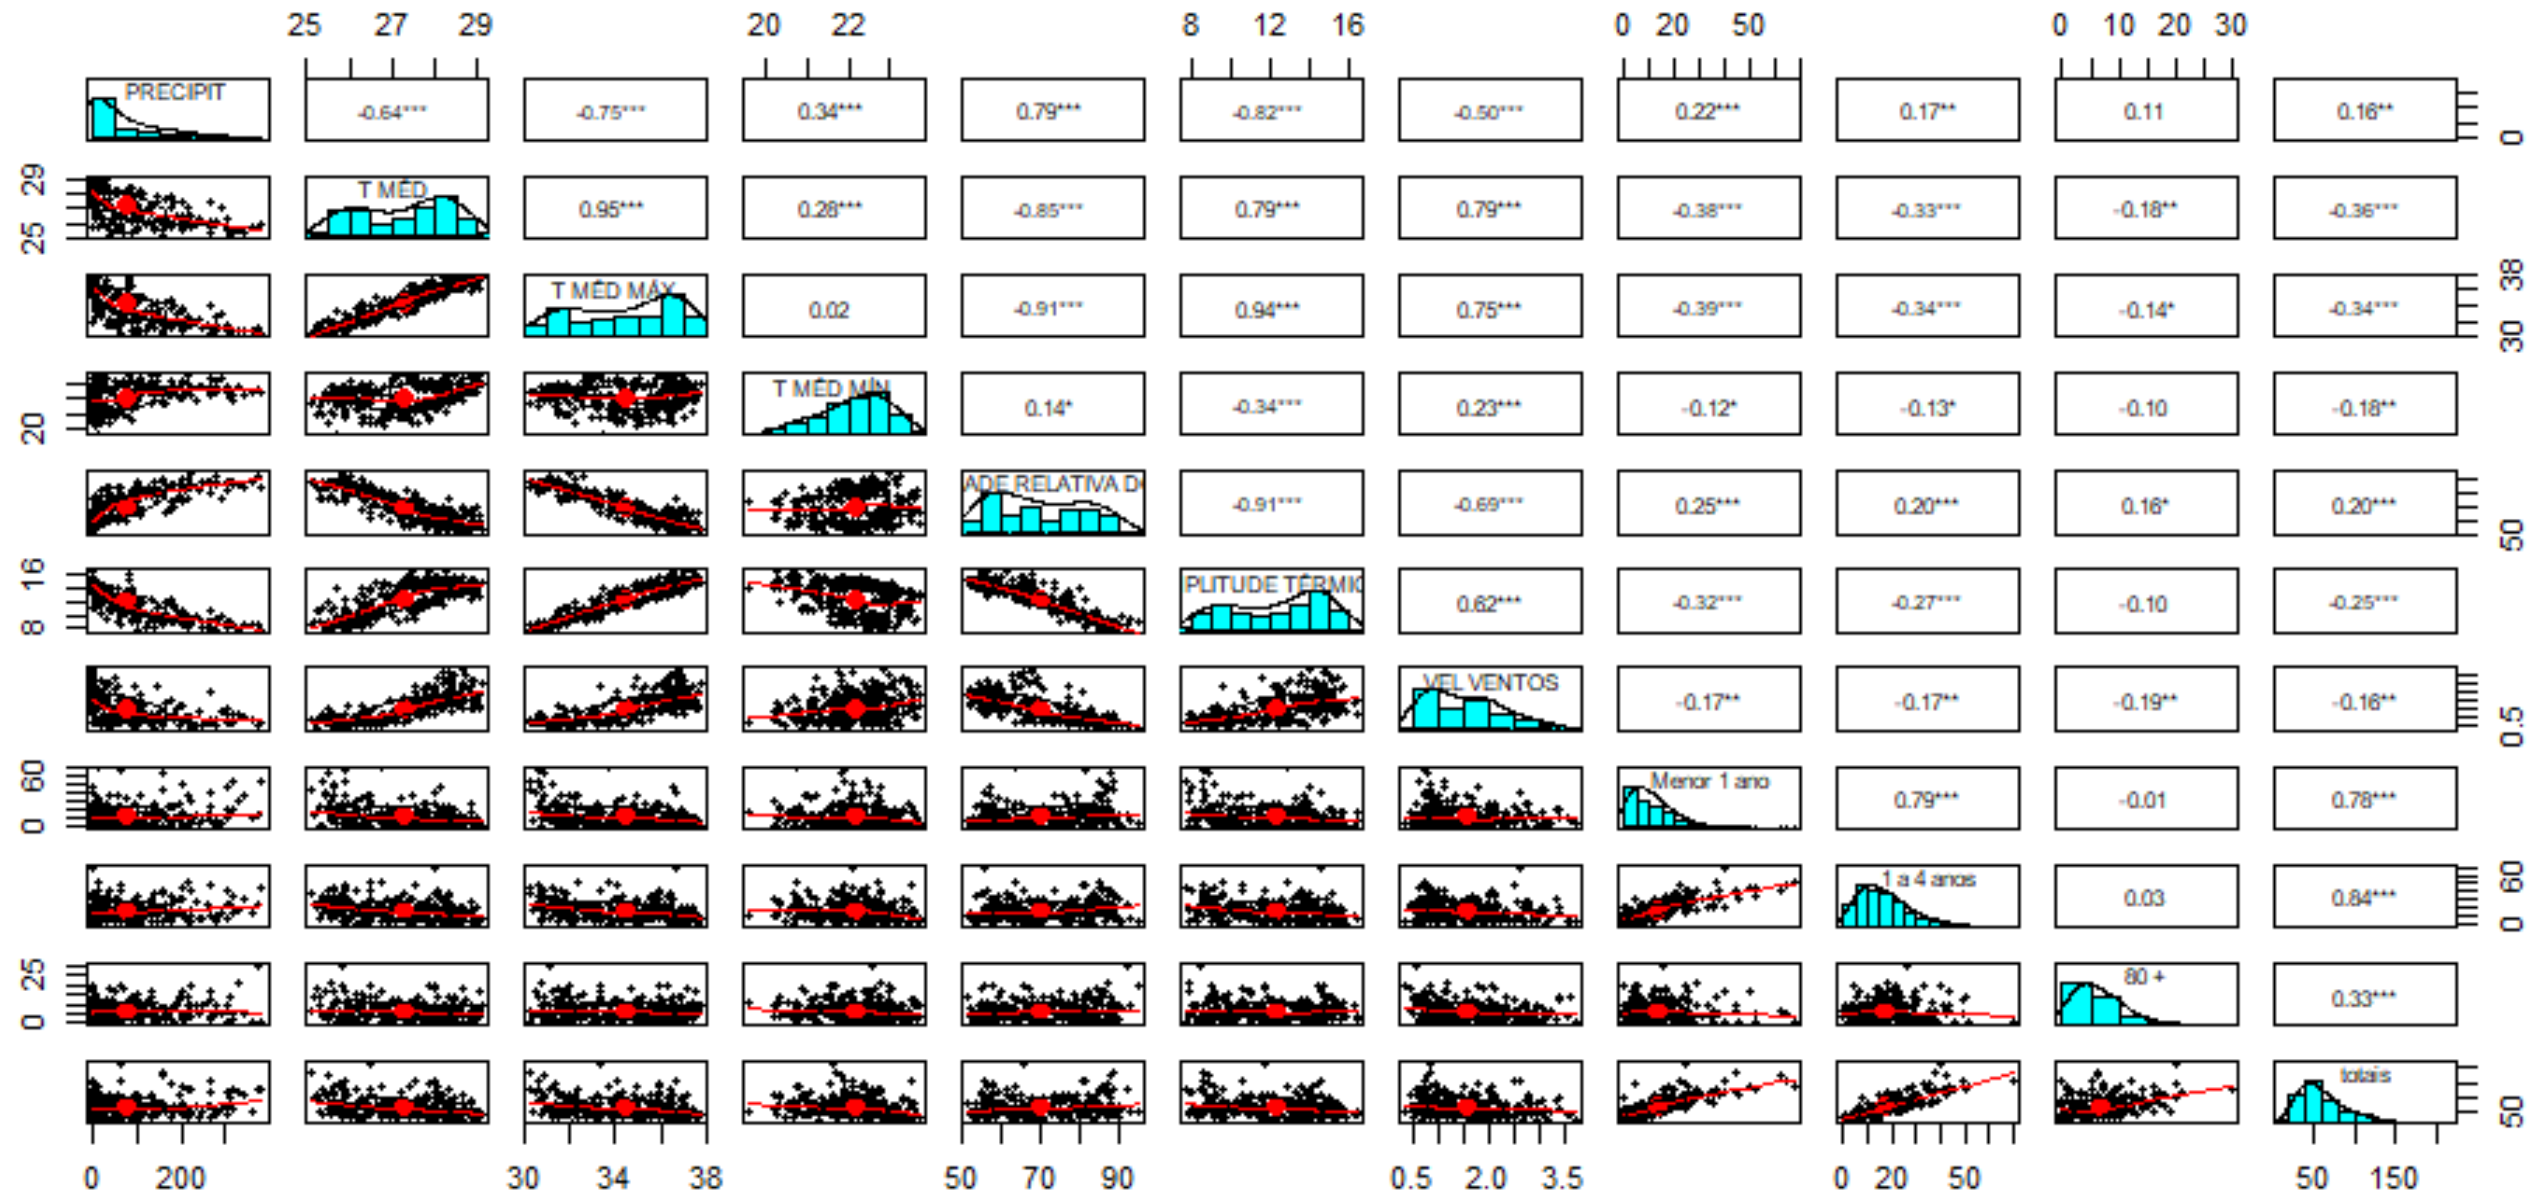 25 27 29 20 22 8 12 16 0 20 50 0 10 20 30
PRECIPIT -0.64*** -0.75*** 0.34*** 0.79*** -0.82*** -0.50*** 0.22*** 0.17** 0.11 0.16** 0
25 29 T MÉD 0.95*** 0.28*** -0.85*** 0.79*** 0.79*** -0.38*** -0.33*** -0.18** -0.36***
T MÉD MÁX 0.02 -0.91*** 0.94*** 0.75*** -0.39*** -0.34*** -0.14* -0.34*** 30 38
20 T MÉD MÍN 0.14* -0.34*** 0.23*** -0.12* -0.13* -0.10 -0.18**
ADE RELATIVA D -0.91*** -0.69*** 0.25*** 0.20*** 0.16* 0.20*** 50
8 16 PLITUDE TÉRMIC 0.62*** -0.32*** -0.27*** -0.10 -0.25***
VEL VENTOS -0.17** -0.17** -0.19** -0.16** 0.5
0 60 Menor 1 ano 0.79*** -0.01 0.78***
1 a 4 anos 0.03 0.84*** 0 60
0 25 80 + 0.33***
totais 50
0 200 30 34 38 50 70 90 0.5 2.0 3.5 0 20 50 50 150